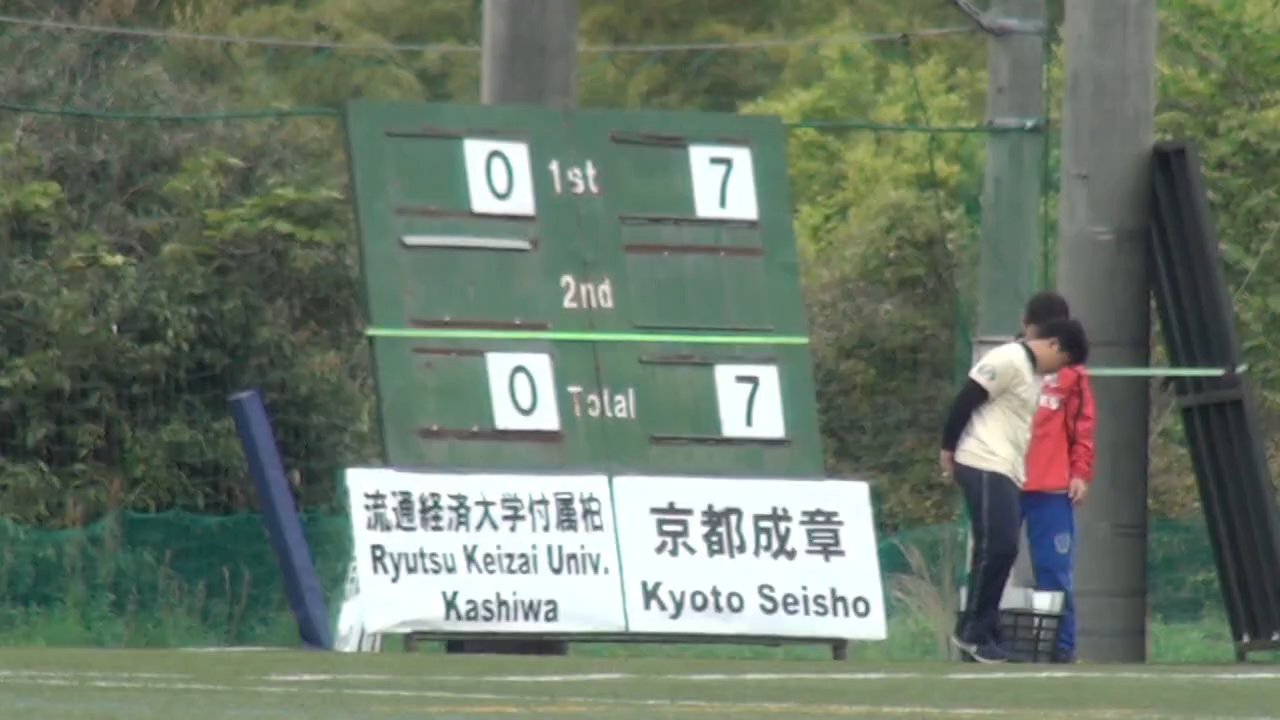 0 1st 7
2nd
0 Total 7
流通経済大学付属柏
Ryutsu Keizai Univ.
Kashiwa
京都成章
Kyoto Seisho